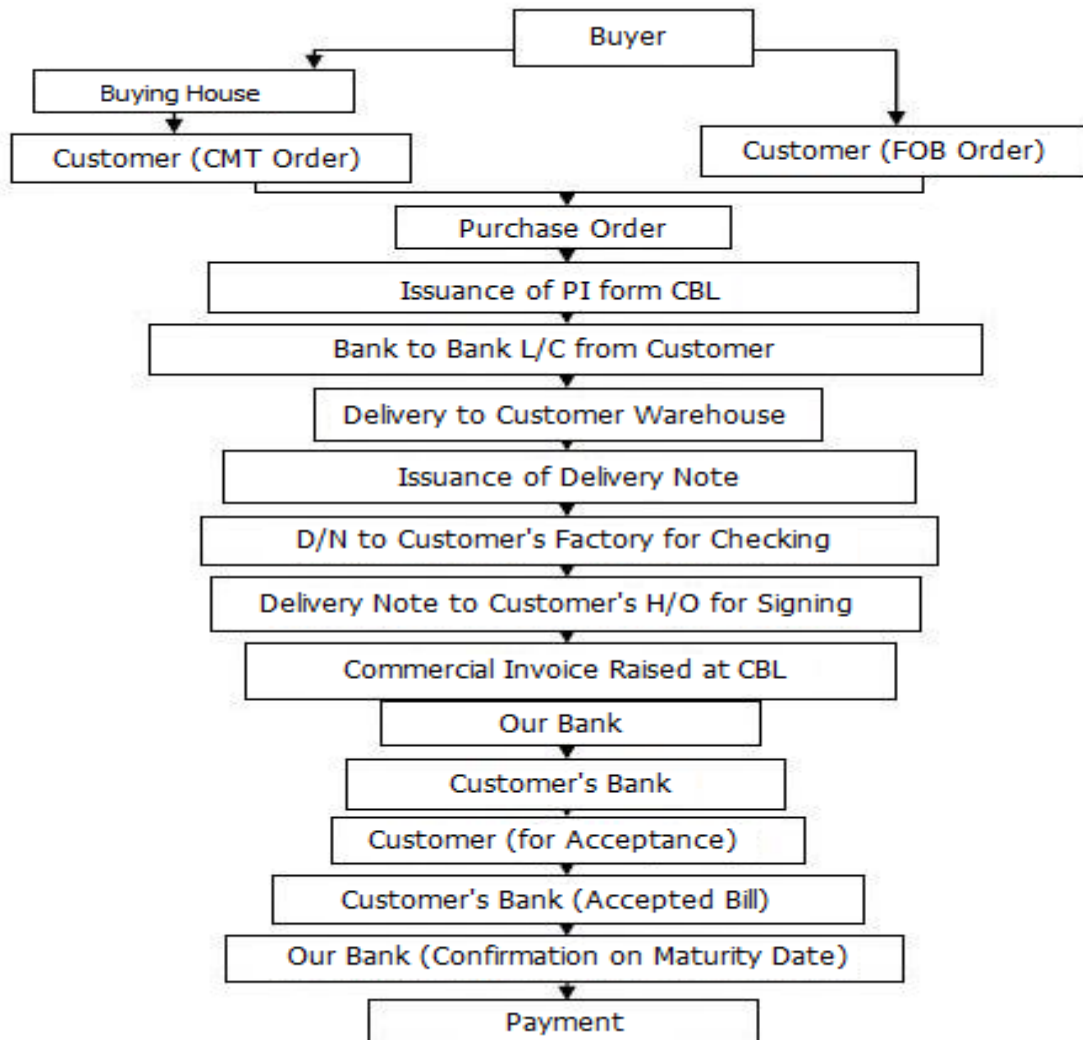 Buyer
Buying House
Customer (CMT Order)
Customer (FOB Order)
Purchase Order
Issuance of PI form CBL
Bank to Bank L/C from Customer
Delivery to Customer Warehouse
Issuance of Delivery Note
D/N to Customer's Factory for Checking
Delivery Note to Customer's H/O for Signing
Commercial Invoice Raised at CBL
Our Bank
Customer's Bank
Customer (for Acceptance)
Customer's Bank (Accepted Bill)
Our Bank (Confirmation on Maturity Date)
Payment